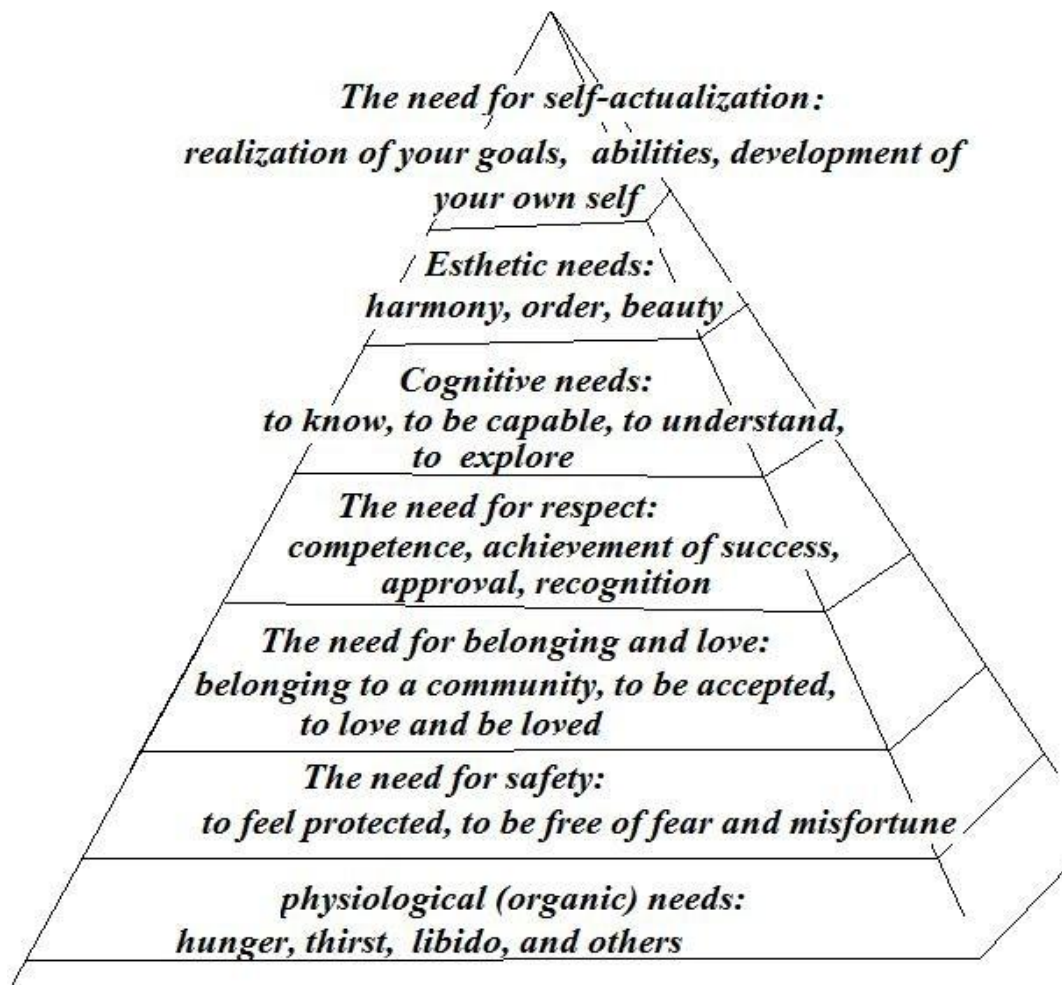 The need for self-actualization:
realization of your goals, abilities, development of
your own self
Esthetic needs:
harmony, order, beauty
Cognitive needs:
to know, to be capable, to understand,
to explore
The need for respect:
competence, achievement of success,
approval, recognition
The need for belonging and love:
belonging to a community, to be accepted,
to love and be loved
The need for safety:
to feel protected, to be free of fear and misfortune
physiological (organic) needs:
hunger, thirst, libido, and others